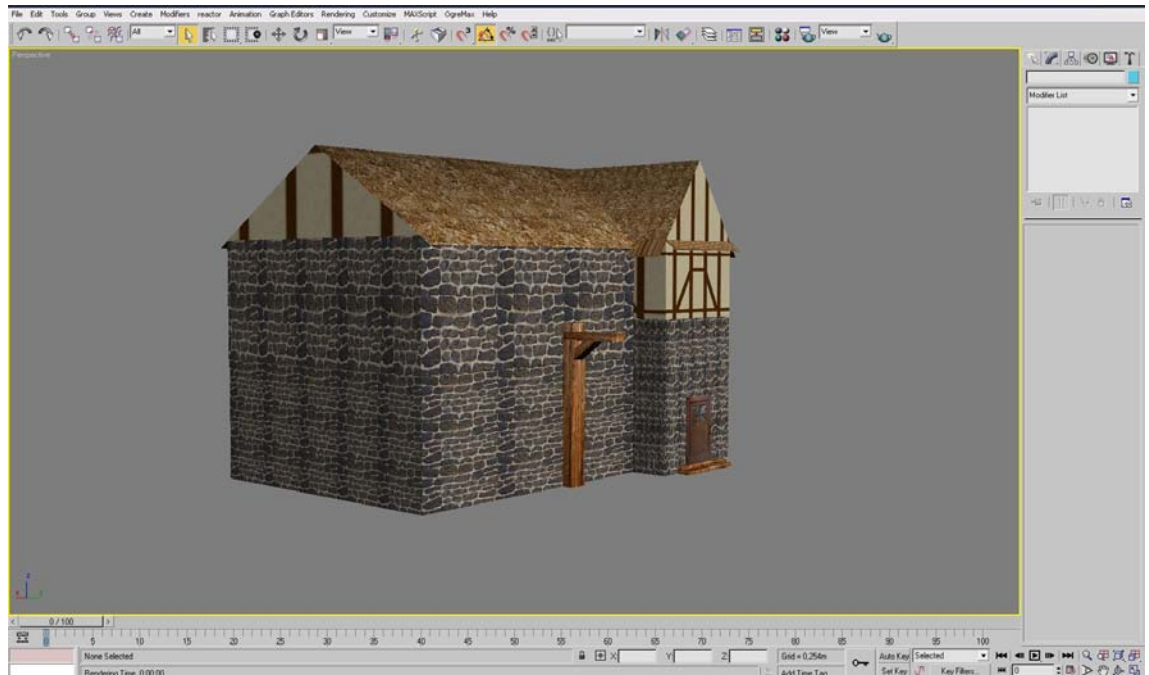 File Edit Tools Group Views Create Modifiers reactor Animation Graph Editors Rendering Customize MAXScript OgreMax Help
All View View
Perspective
Modifier List
0 / 100
0 5 10 15 20 25 30 35 40 45 50 55 60 65 70 75 80 85 90 95 100
None Selected X: Y: Z: Grid = 0,254m Auto Key Selected
Rendering Time 0:00:00 Add Time Tag Set Key Key Filters... 0